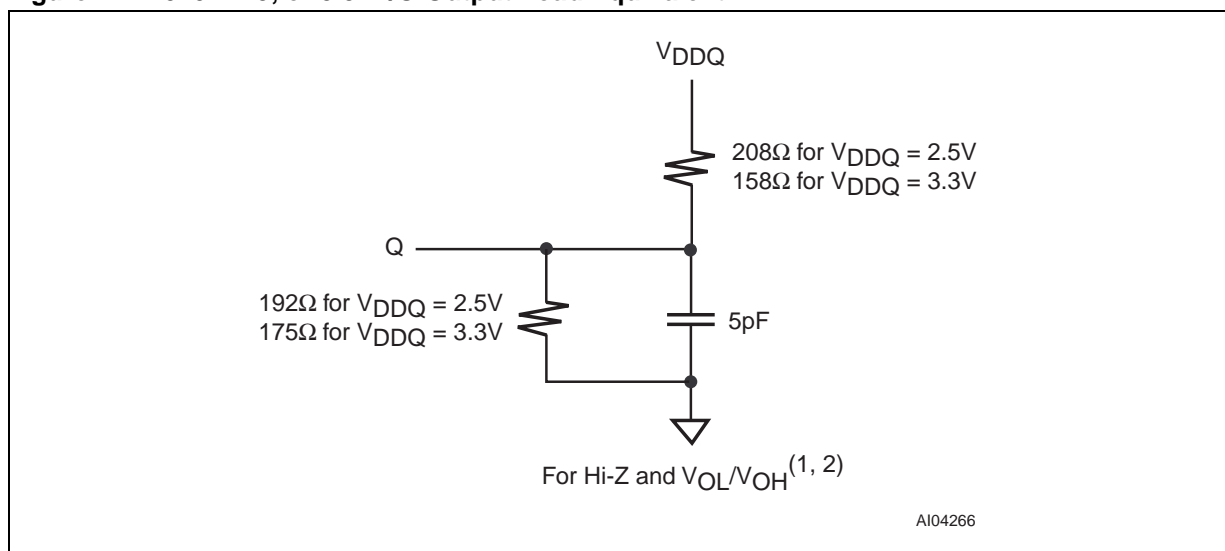 VDDQ
208Ω for VDDQ = 2.5V
158Ω for VDDQ = 3.3V
Q
192Ω for VDDQ = 2.5V
175Ω for VDDQ = 3.3V
5pF
For Hi-Z and VOL/VOH(1, 2)
AI04266